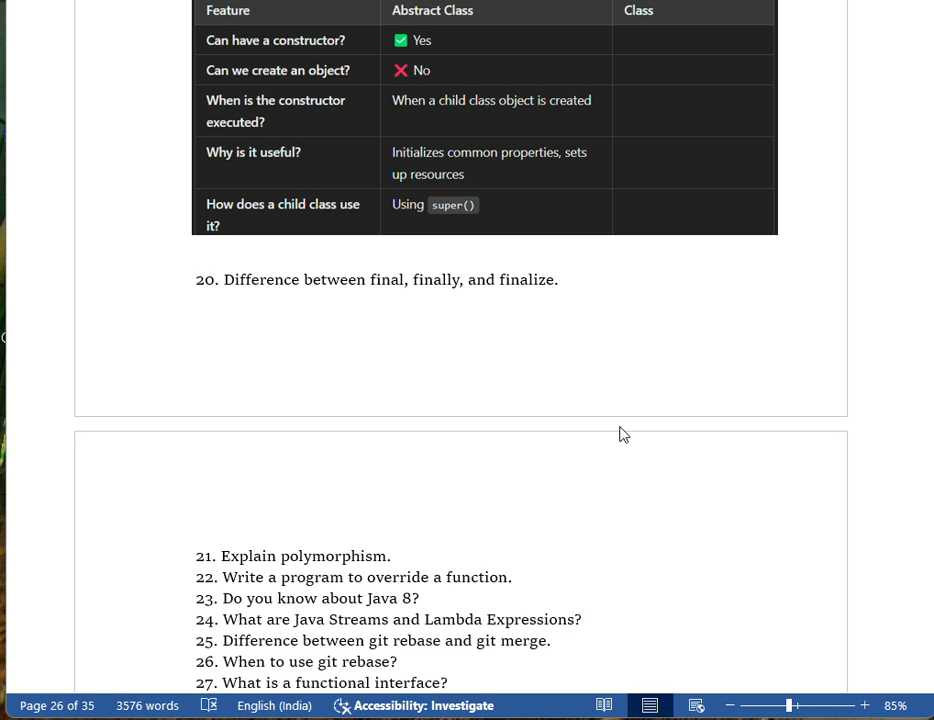 Feature Abstract Class Class
Can have a constructor? ✅ Yes
Can we create an object? ❌ No
When is the constructor When a child class object is created
executed?
Why is it useful? Initializes common properties, sets
up resources
How does a child class use Using super()
it?
20. Difference between final, finally, and finalize.
21. Explain polymorphism.
22. Write a program to override a function.
23. Do you know about Java 8?
24. What are Java Streams and Lambda Expressions?
25. Difference between git rebase and git merge.
26. When to use git rebase?
27. What is a functional interface?
Page 26 of 35 3576 words English (India) Accessibility: Investigate 85%